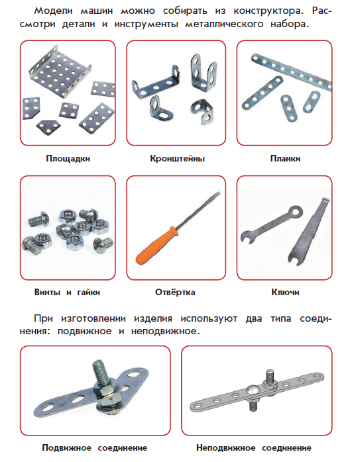 Модели машин можно собирать из конструктора. Рас-
смотри детали и инструменты металлического набора.
Площадки
Кронштейны
Планки
Винты и гайки
Отвёртка
Ключи
При изготовлении изделия используют два типа соеди-
нения: подвижное и неподвижное.
Подвижное соединение
Неподвижное соединение